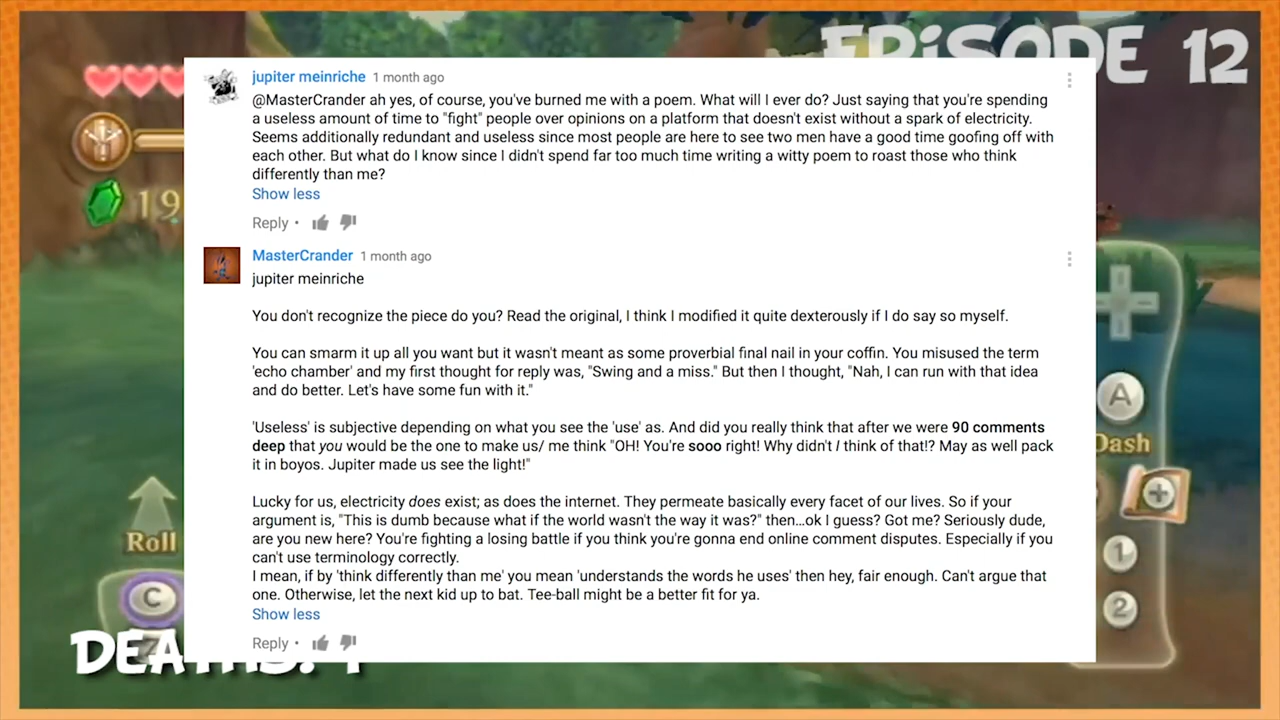 EPISODE 12
jupiter meinriche 1 month ago
@MasterCrander ah yes, of course, you've burned me with a poem. What will I ever do? Just saying that you're spending
a useless amount of time to "fight" people over opinions on a platform that doesn't exist without a spark of electricity.
Seems additionally redundant and useless since most people are here to see two men have a good time goofing off with
each other. But what do I know since I didn't spend far too much time writing a witty poem to roast those who think
differently than me?
Show less
Reply •
19
MasterCrander 1 month ago
jupiter meinriche
You don't recognize the piece do you? Read the original, I think I modified it quite dexterously if I do say so myself.
You can smarm it up all you want but it wasn't meant as some proverbial final nail in your coffin. You misused the term
'echo chamber' and my first thought for reply was, "Swing and a miss." But then I thought, "Nah, I can run with that idea
and do better. Let's have some fun with it."
'Useless' is subjective depending on what you see the 'use' as. And did you really think that after we were 90 comments
deep that you would be the one to make us/ me think "OH! You're sooo right! Why didn't I think of that!? May as well pack
it in boyos. Jupiter made us see the light!"
Lucky for us, electricity does exist; as does the internet. They permeate basically every facet of our lives. So if your
argument is, "This is dumb because what if the world wasn't the way it was?" then...ok I guess? Got me? Seriously dude,
are you new here? You're fighting a losing battle if you think you're gonna end online comment disputes. Especially if you
can't use terminology correctly.
I mean, if by 'think differently than me' you mean 'understands the words he uses' then hey, fair enough. Can't argue that
one. Otherwise, let the next kid up to bat. Tee-ball might be a better fit for ya.
Show less
Reply •
A
Dash
1
2
Roll
C
DEATHS: